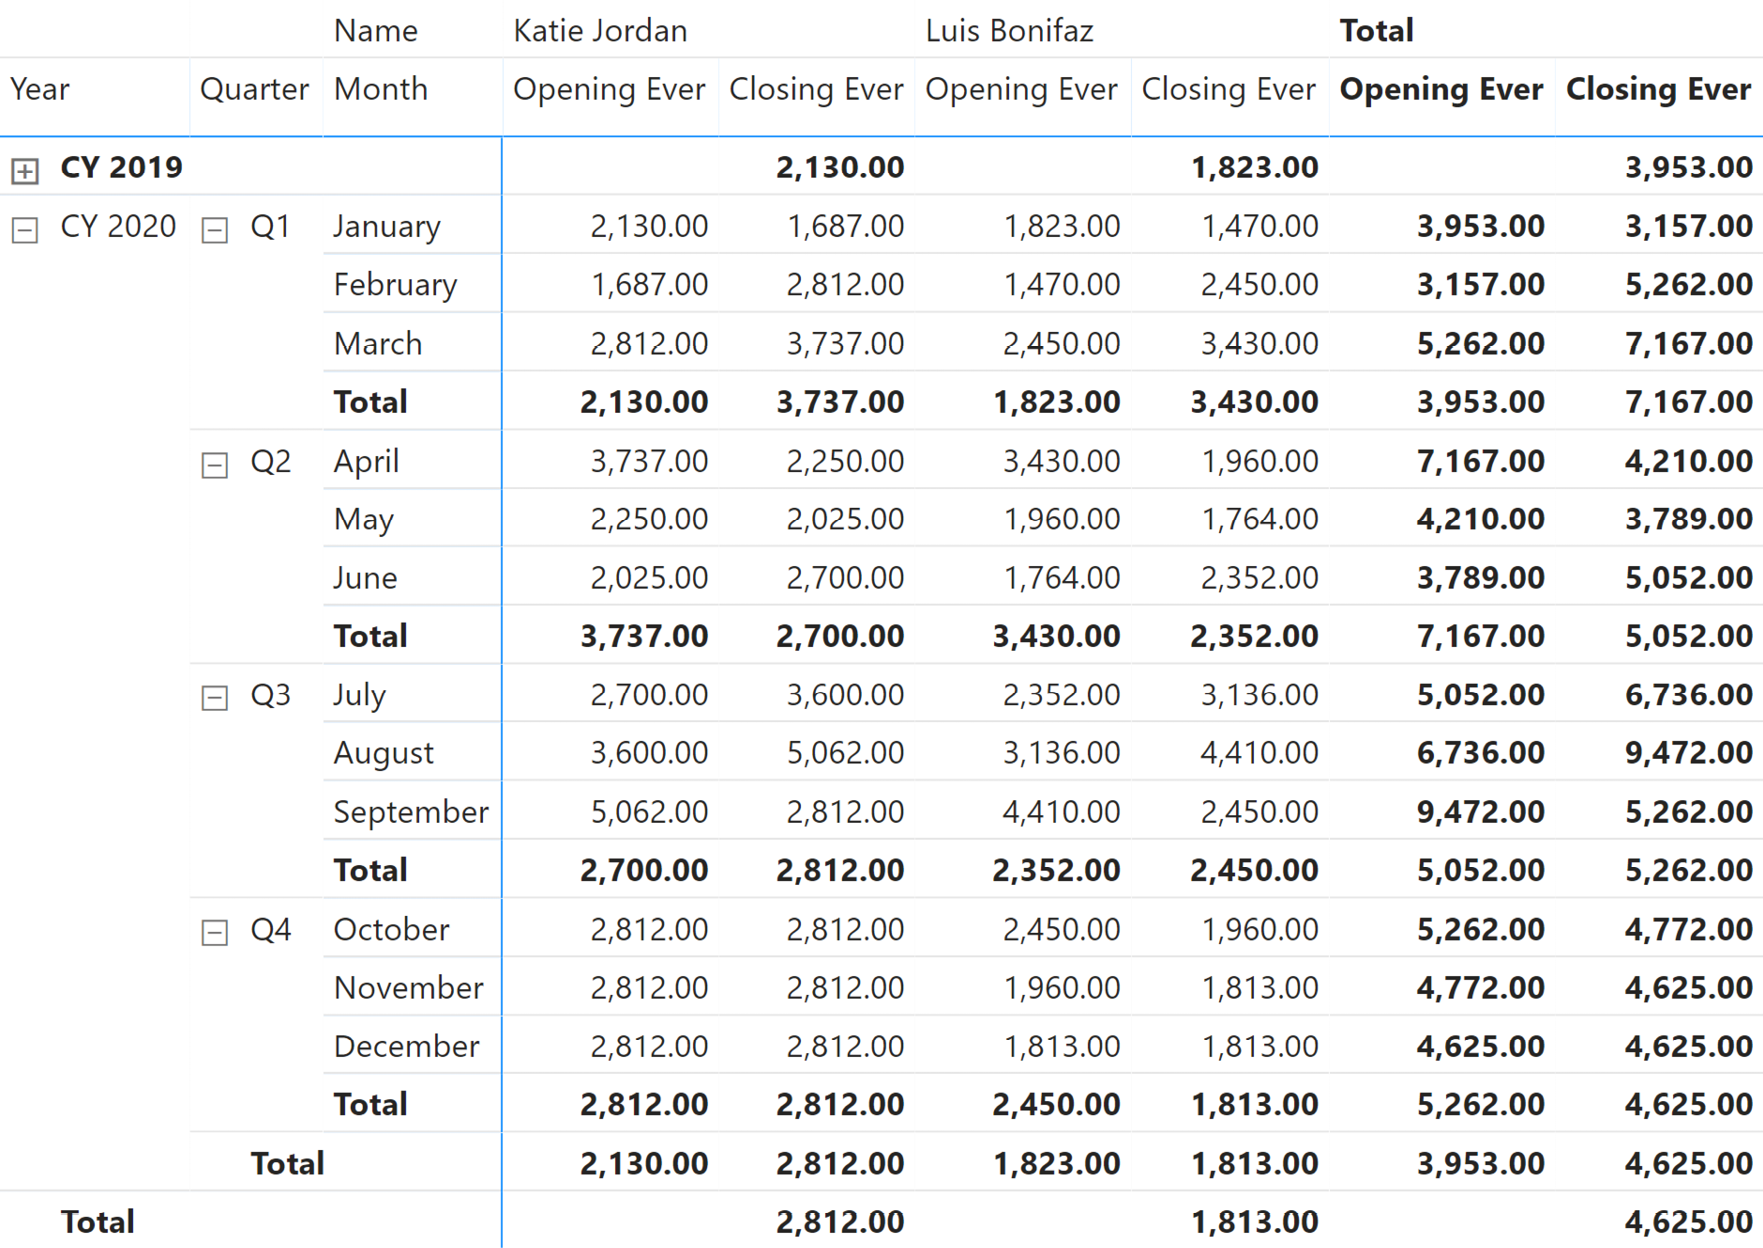 Name Katie Jordan Luis Bonifaz Total
Year Quarter Month Opening Ever Closing Ever Opening Ever Closing Ever Opening Ever Closing Ever
CY 2019 2,130.00 1,823.00 3,953.00
CY 2020 Q1 January 2,130.00 1,687.00 1,823.00 1,470.00 3,953.00 3,157.00
February 1,687.00 2,812.00 1,470.00 2,450.00 3,157.00 5,262.00
March 2,812.00 3,737.00 2,450.00 3,430.00 5,262.00 7,167.00
Total 2,130.00 3,737.00 1,823.00 3,430.00 3,953.00 7,167.00
Q2 April 3,737.00 2,250.00 3,430.00 1,960.00 7,167.00 4,210.00
May 2,250.00 2,025.00 1,960.00 1,764.00 4,210.00 3,789.00
June 2,025.00 2,700.00 1,764.00 2,352.00 3,789.00 5,052.00
Total 3,737.00 2,700.00 3,430.00 2,352.00 7,167.00 5,052.00
Q3 July 2,700.00 3,600.00 2,352.00 3,136.00 5,052.00 6,736.00
August 3,600.00 5,062.00 3,136.00 4,410.00 6,736.00 9,472.00
September 5,062.00 2,812.00 4,410.00 2,450.00 9,472.00 5,262.00
Total 2,700.00 2,812.00 2,352.00 2,450.00 5,052.00 5,262.00
Q4 October 2,812.00 2,812.00 2,450.00 1,960.00 5,262.00 4,772.00
November 2,812.00 2,812.00 1,960.00 1,813.00 4,772.00 4,625.00
December 2,812.00 2,812.00 1,813.00 1,813.00 4,625.00 4,625.00
Total 2,812.00 2,812.00 2,450.00 1,813.00 5,262.00 4,625.00
Total 2,130.00 2,812.00 1,823.00 1,813.00 3,953.00 4,625.00
Total 2,812.00 1,813.00 4,625.00